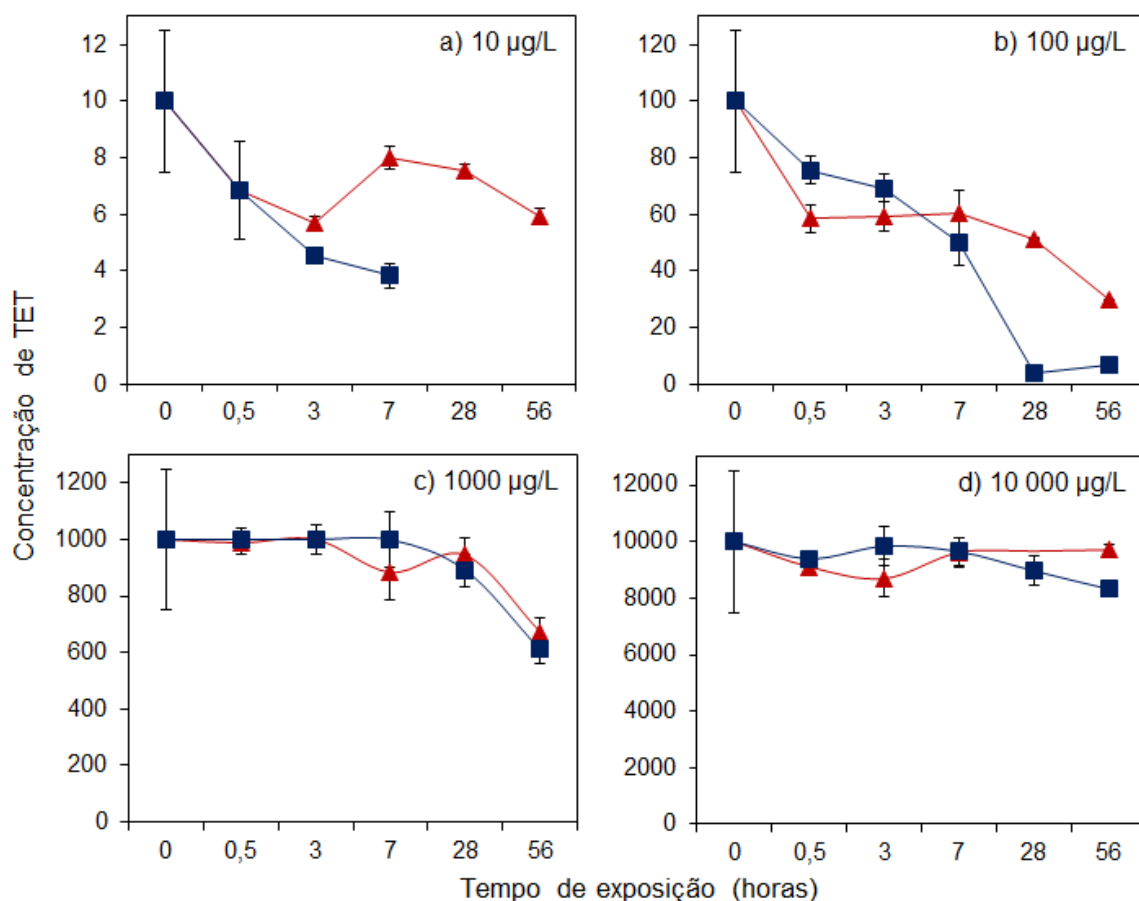 Concentração de TET
a) 10 µg/L
12
10
8
6
4
2
0
0 0,5 3 7 28 56
b) 100 µg/L
120
100
80
60
40
20
0
0 0,5 3 7 28 56
c) 1000 µg/L
1200
1000
800
600
400
200
0
0 0,5 3 7 28 56
d) 10 000 µg/L
12000
10000
8000
6000
4000
2000
0
0 0,5 3 7 28 56
Tempo de exposição (horas)